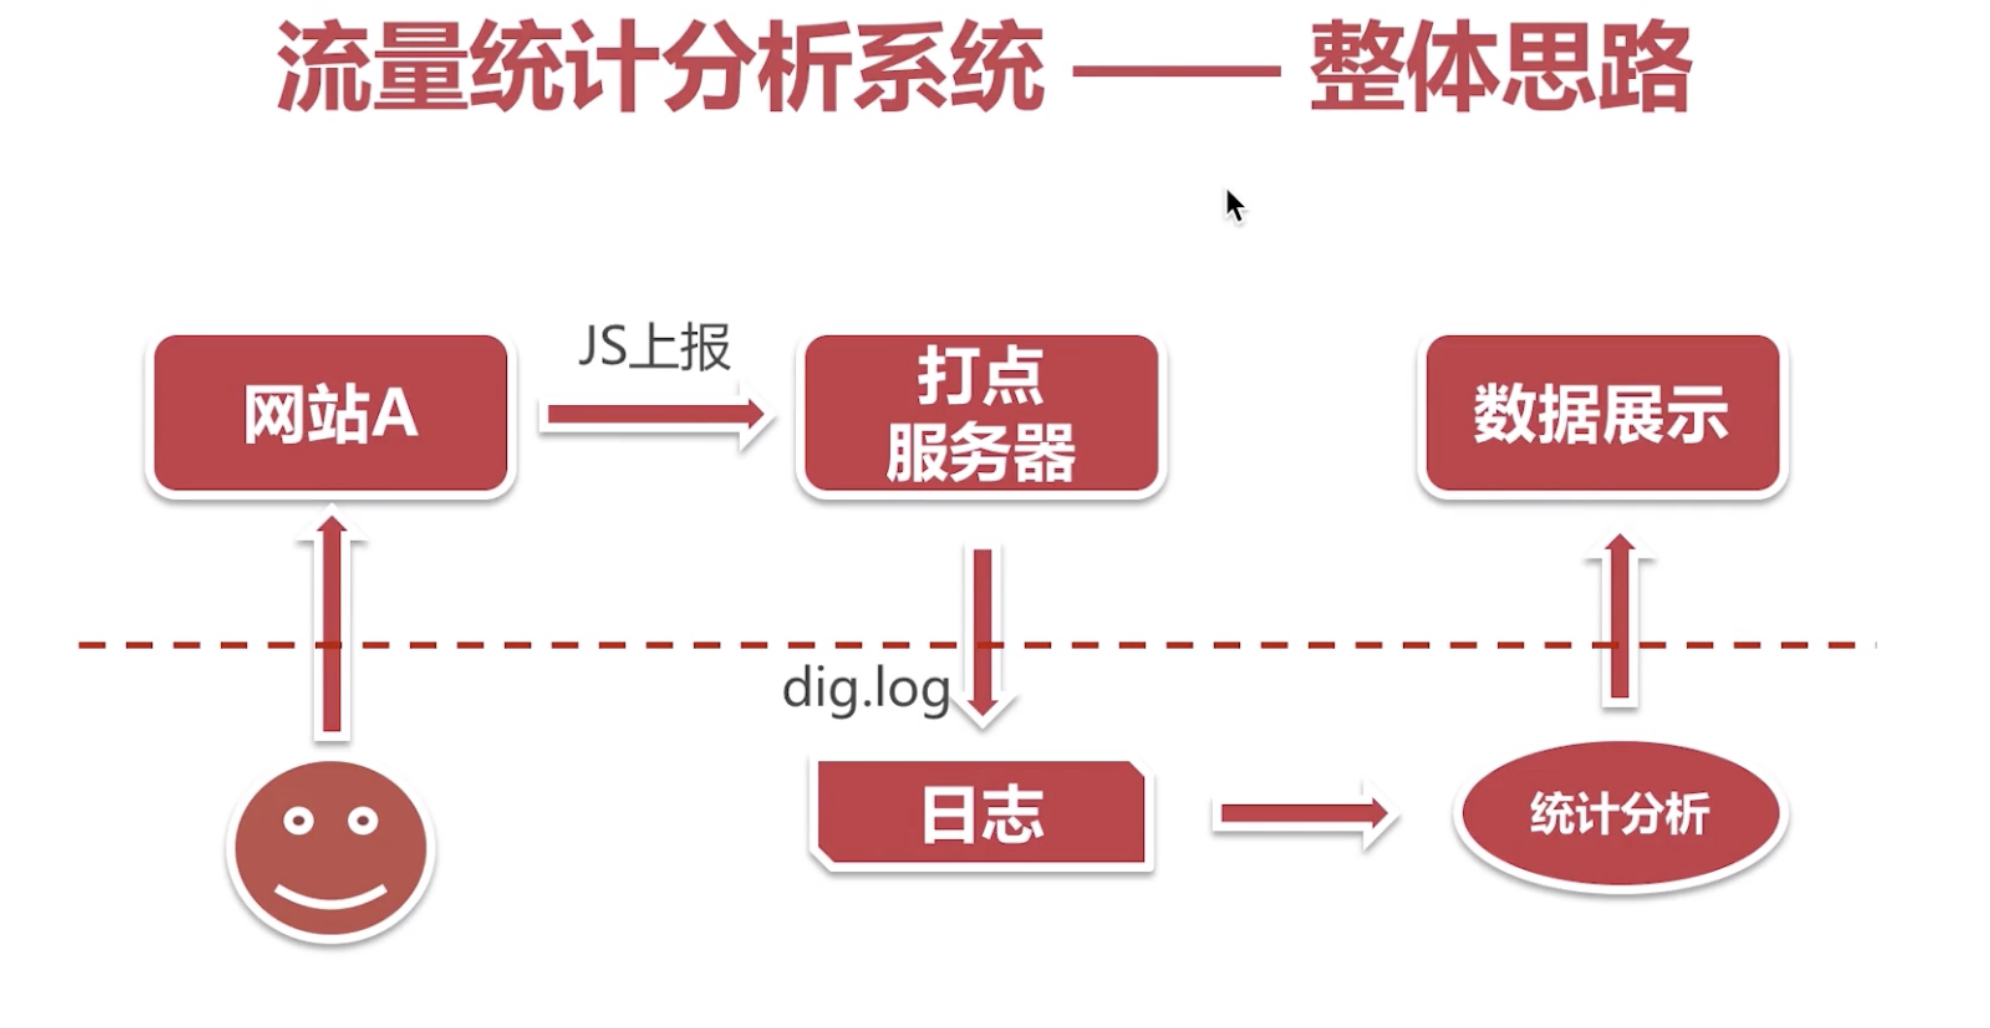 流量统计分析系统 —— 整体思路
JS上报
网站A
打点
服务器
数据展示
dig.log
日志
统计分析